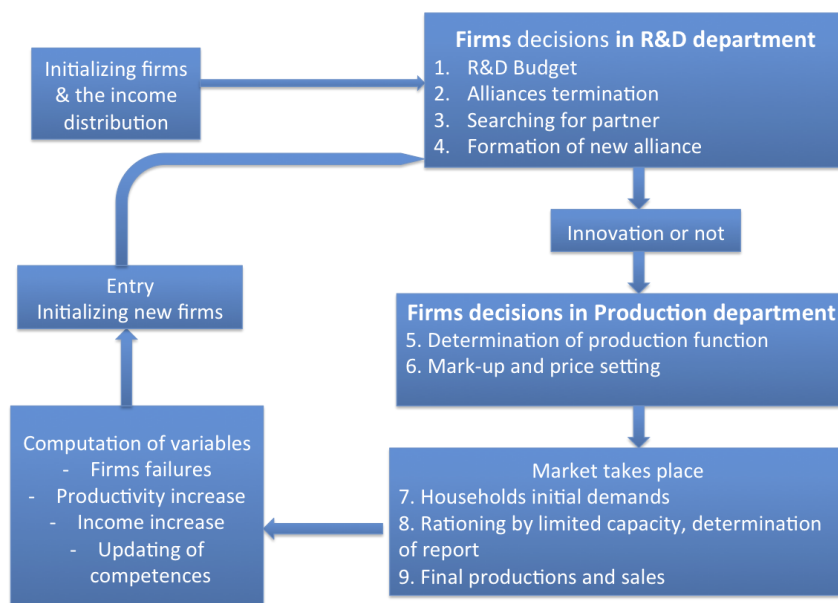 Initializing firms
& the income
distribution
Firms decisions in R&D department
1. R&D Budget
2. Alliances termination
3. Searching for partner
4. Formation of new alliance
Innovation or not
Entry
Initializing new firms
Firms decisions in Production department
5. Determination of production function
6. Mark-up and price setting
Computation of variables
- Firms failures
- Productivity increase
- Income increase
- Updating of
competences
Market takes place
7. Households initial demands
8. Rationing by limited capacity, determination
of report
9. Final productions and sales